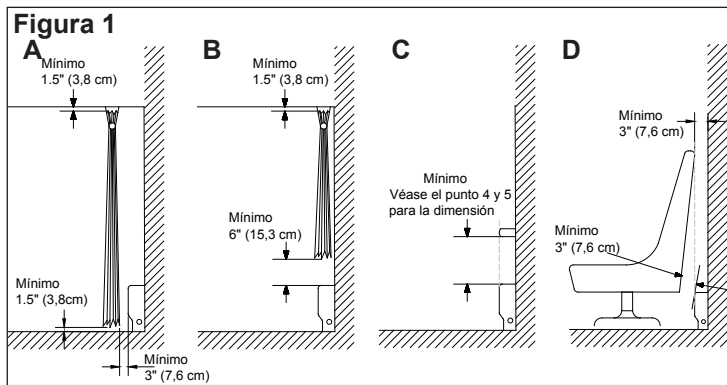 Figura 1
A
Mínimo
1.5" (3,8 cm)
Mínimo
1.5" (3,8cm)
Mínimo
3" (7,6 cm)
B
Mínimo
1.5" (3,8 cm)
Mínimo
6" (15,3 cm)
C
Mínimo
Véase el punto 4 y 5
para la dimensión
D
Mínimo
3" (7,6 cm)
Mínimo
3" (7,6 cm)